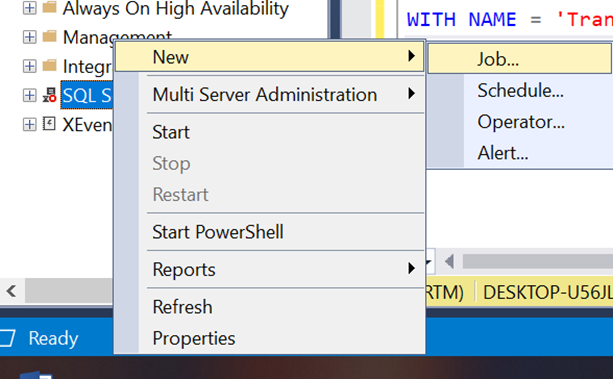 Always On High Availability
WITH NAME = 'Tran
Management
New
Job...
Integr
SQL S
Multi Server Administration
Schedule...
XEven
Start
Operator...
Stop
Alert...
Restart
Start PowerShell
Reports
RTM)
DESKTOP-U56JL
Refresh
Ready
Properties